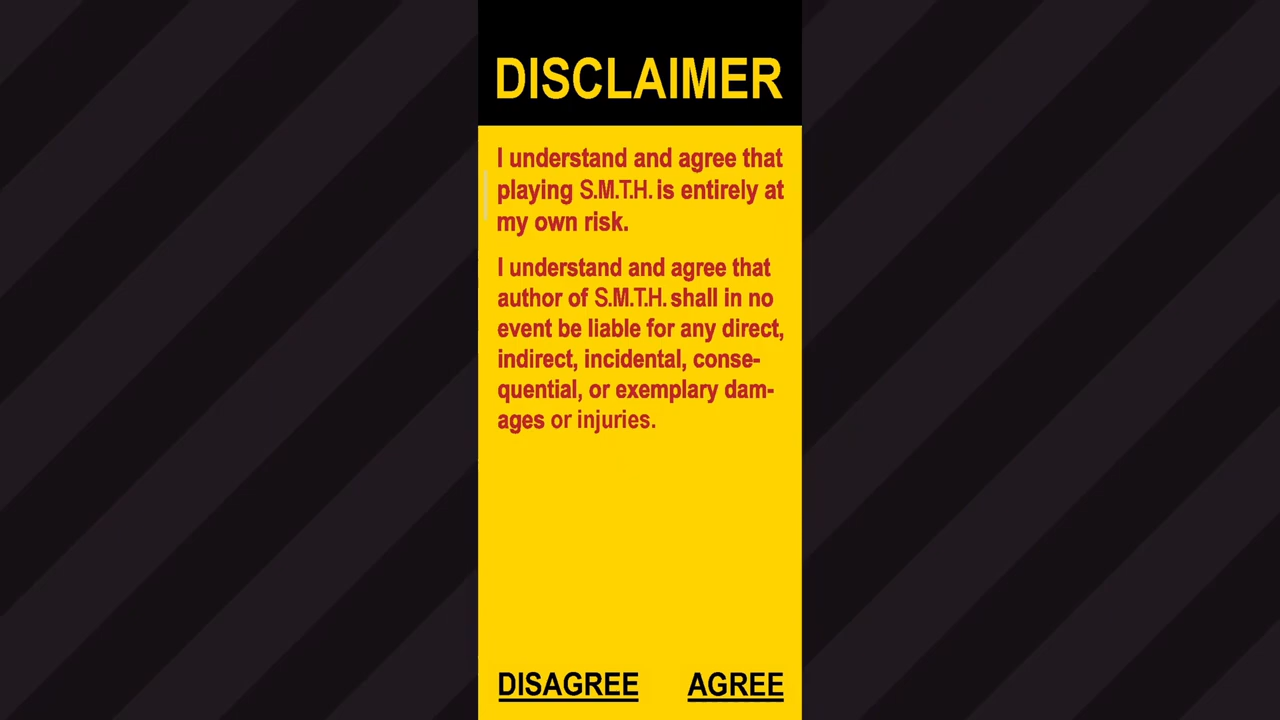 DISCLAIMER
I understand and agree that
playing S.M.T.H. is entirely at
my own risk.
I understand and agree that
author of S.M.T.H. shall in no
event be liable for any direct,
indirect, incidental, conse-
quential, or exemplary dam-
ages or injuries.
DISAGREE AGREE